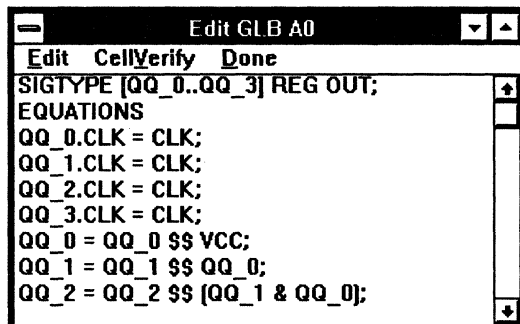 Edit GLB A0
Edit CellVerify Done
SIGTYPE [QQ_0..QQ_3] REG OUT;
EQUATIONS
QQ_0.CLK = CLK;
QQ_1.CLK = CLK;
QQ_2.CLK = CLK;
QQ_3.CLK = CLK;
QQ_0 = QQ_0 $$ VCC;
QQ_1 = QQ_1 $$ QQ_0;
QQ_2 = QQ_2 $$ (QQ_1 & QQ_0);